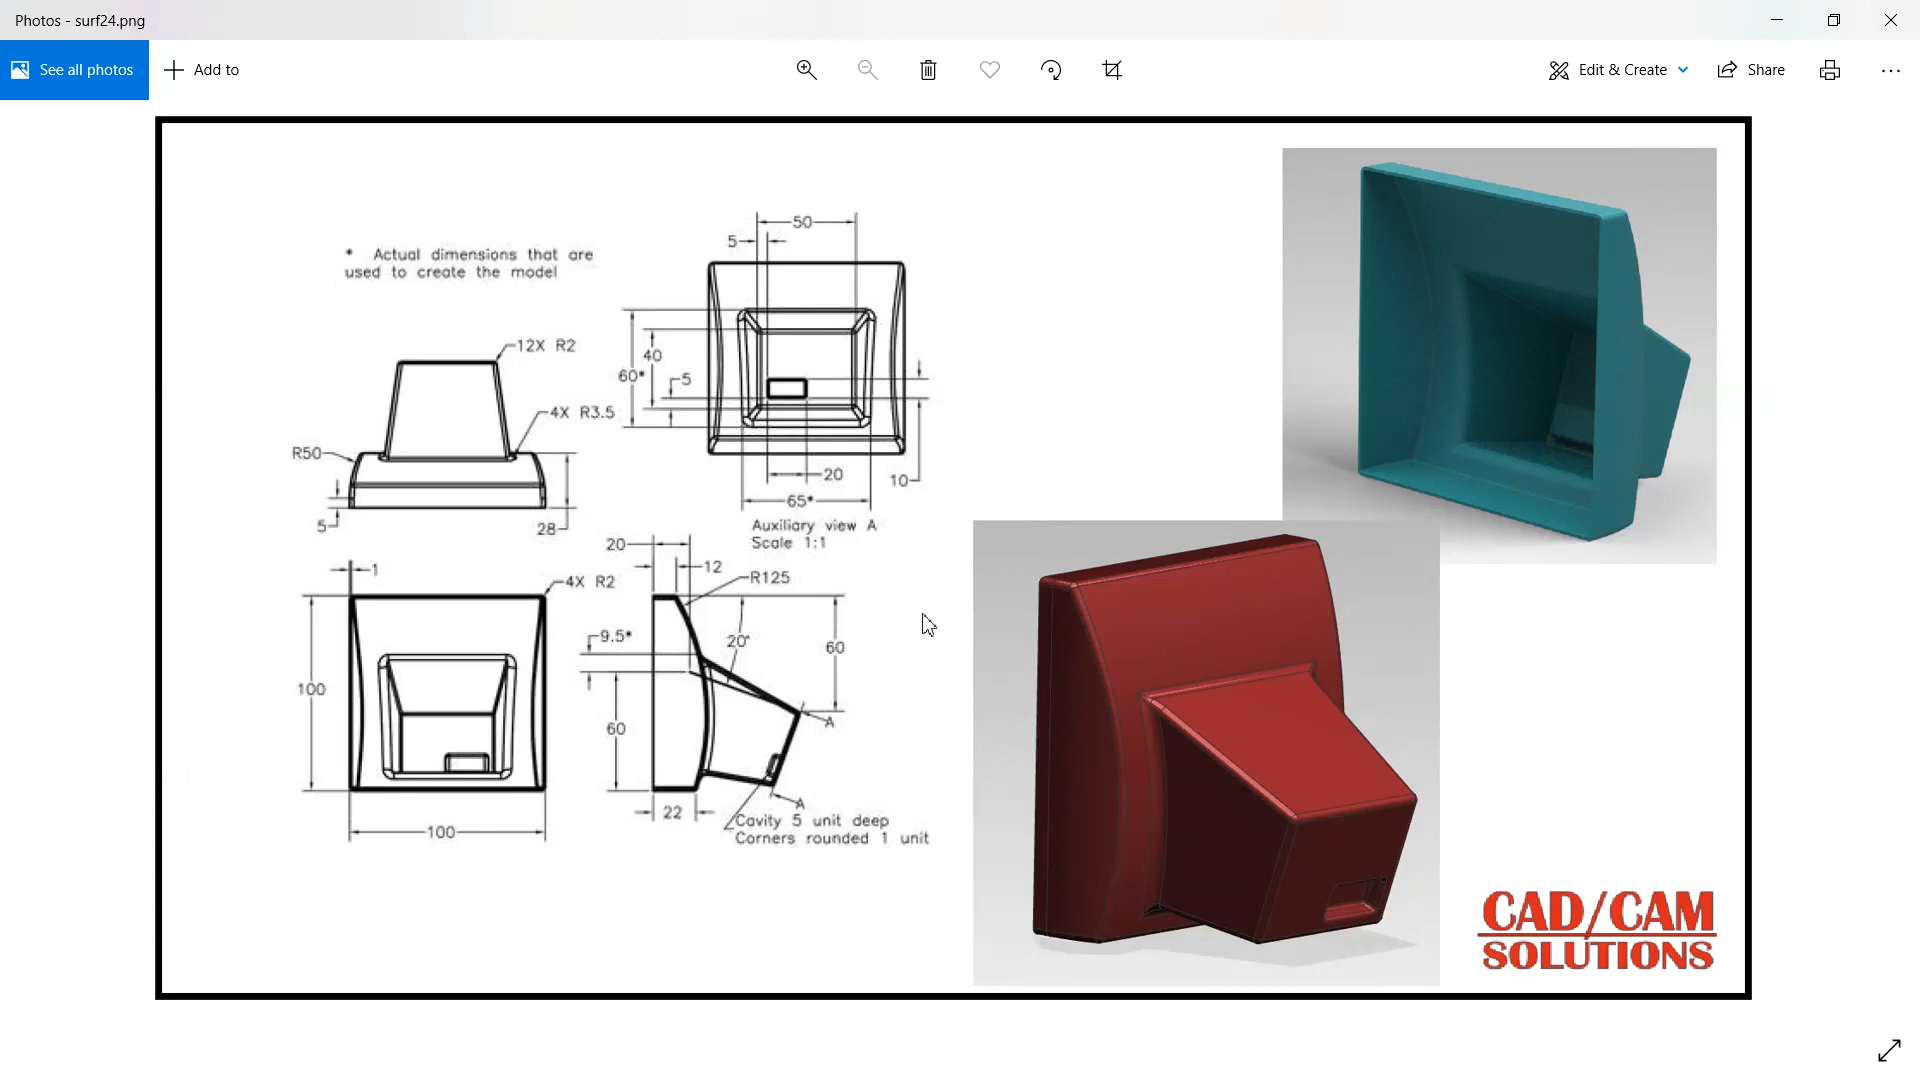 Photos - surf24.png
See all photos
Add to
Edit & Create
Share
* Actual dimensions that are
used to create the model
50
5
12X R2
40
60*
5
4X R3.5
R50
20
10
65*
5
28
Auxiliary view A
Scale 1:1
20
12
1
4X R2
R125
9.5*
20°
60
100
60
A
22
A
100
Cavity 5 unit deep
Corners rounded 1 unit
CAD/CAM
SOLUTIONS